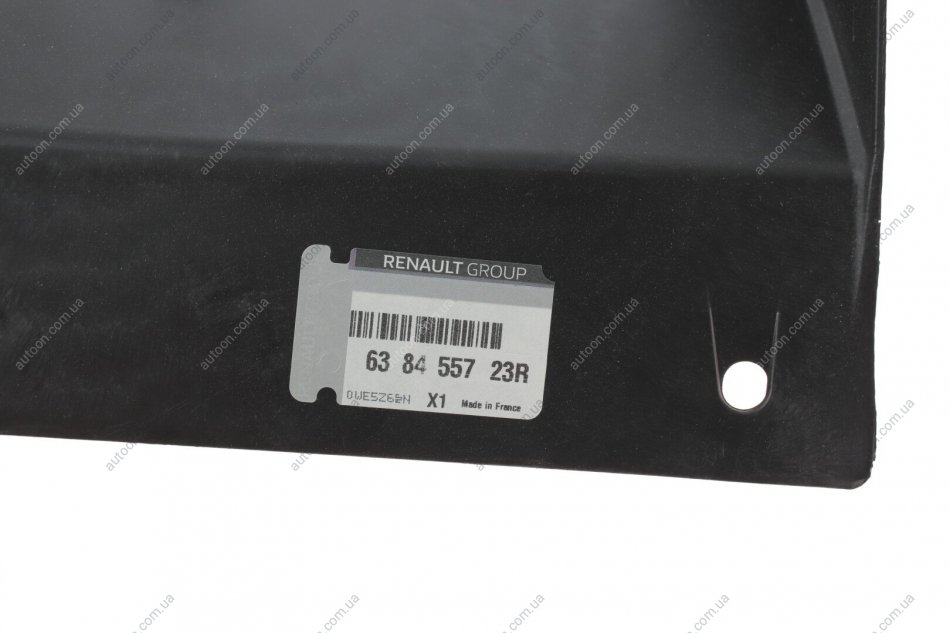 RENAULT GROUP
63 84 557 23R
X1 Made in France
autoon.com.ua